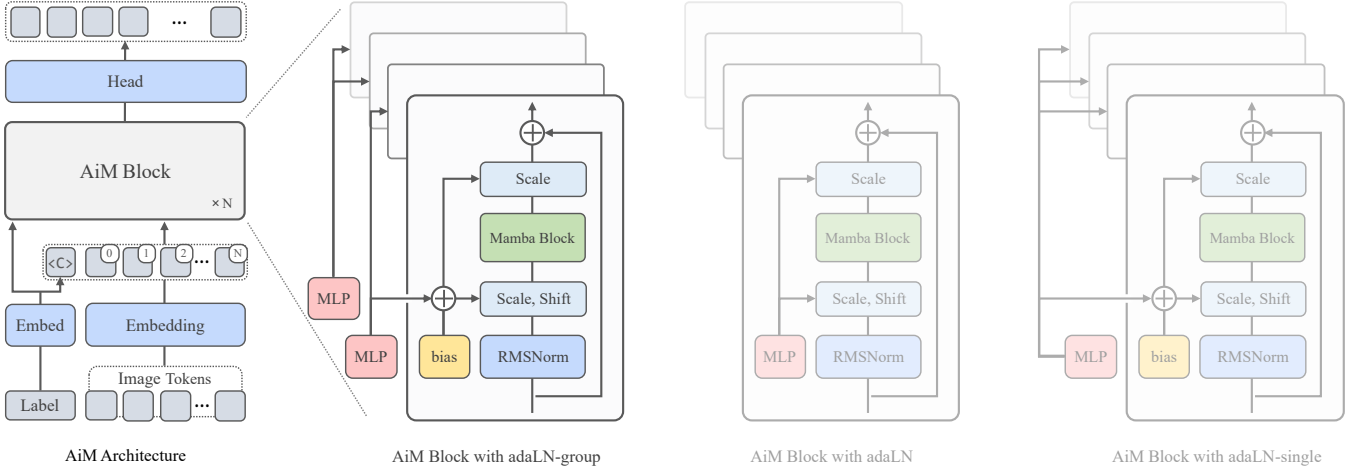 ...
Head
AiM Block
× N
<C> 0 1 2 ... N
Embed
Embedding
Image Tokens
Label
...
AiM Architecture
Scale
Mamba Block
Scale, Shift
MLP
MLP
bias
RMSNorm
AiM Block with adaLN-group
Scale
Mamba Block
Scale, Shift
MLP
RMSNorm
AiM Block with adaLN
Scale
Mamba Block
Scale, Shift
MLP
bias
RMSNorm
AiM Block with adaLN-single